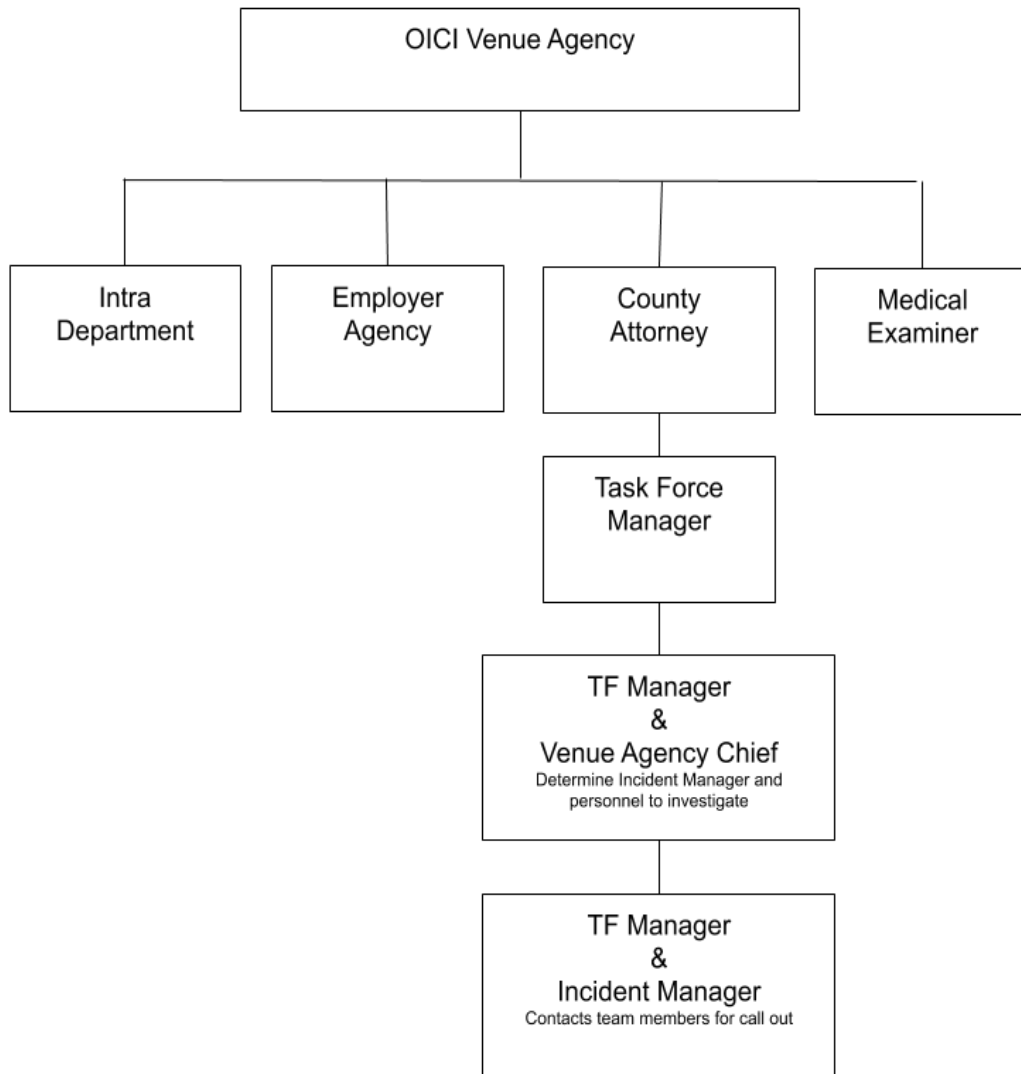 OICI Venue Agency
Intra
Department
Employer
Agency
County
Attorney
Medical
Examiner
Task Force
Manager
TF Manager
&
Venue Agency Chief
Determine Incident Manager and
personnel to investigate
TF Manager
&
Incident Manager
Contacts team members for call out